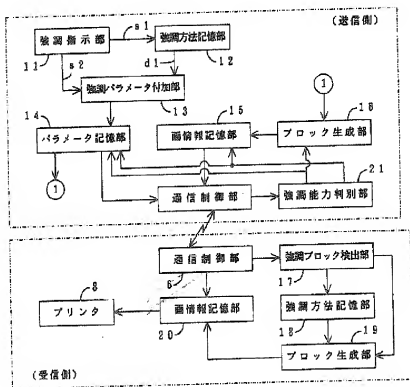 (送信側)
強調指示部
s1
強調方法記憶部
11
s2
d1
12
強調パラメータ付加部
1
14
13
15
16
パラメータ記憶部
画情報記憶部
ブロック生成部
21
1
通信制御部
強調能力判別部
通信制御部
強調ブロック検出部
8
6
17
プリンタ
画情報記憶部
強調方法記憶部
20
18
19
(受信側)
ブロック生成部